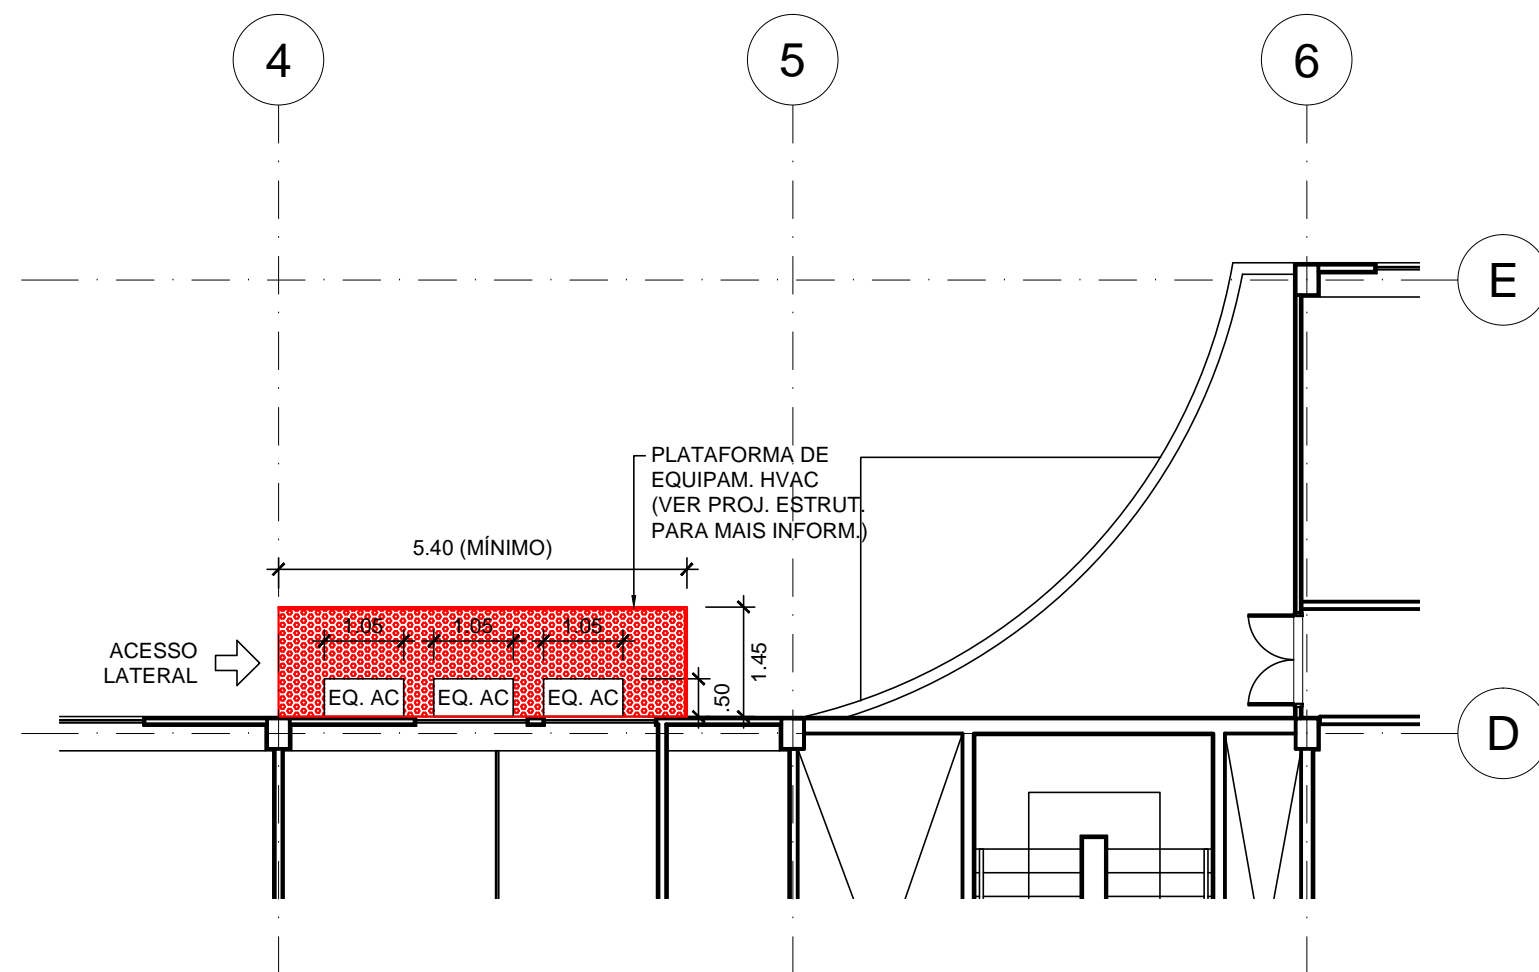 4
5
6
E
PLATAFORMA DE
EQUIPAM. HVAC
(VER PROJ. ESTRUT.
PARA MAIS INFORM.)
5.40 (MÍNIMO)
1.05
1.05
1.05
1.45
.50
ACESSO
LATERAL
EQ. AC
EQ. AC
EQ. AC
D